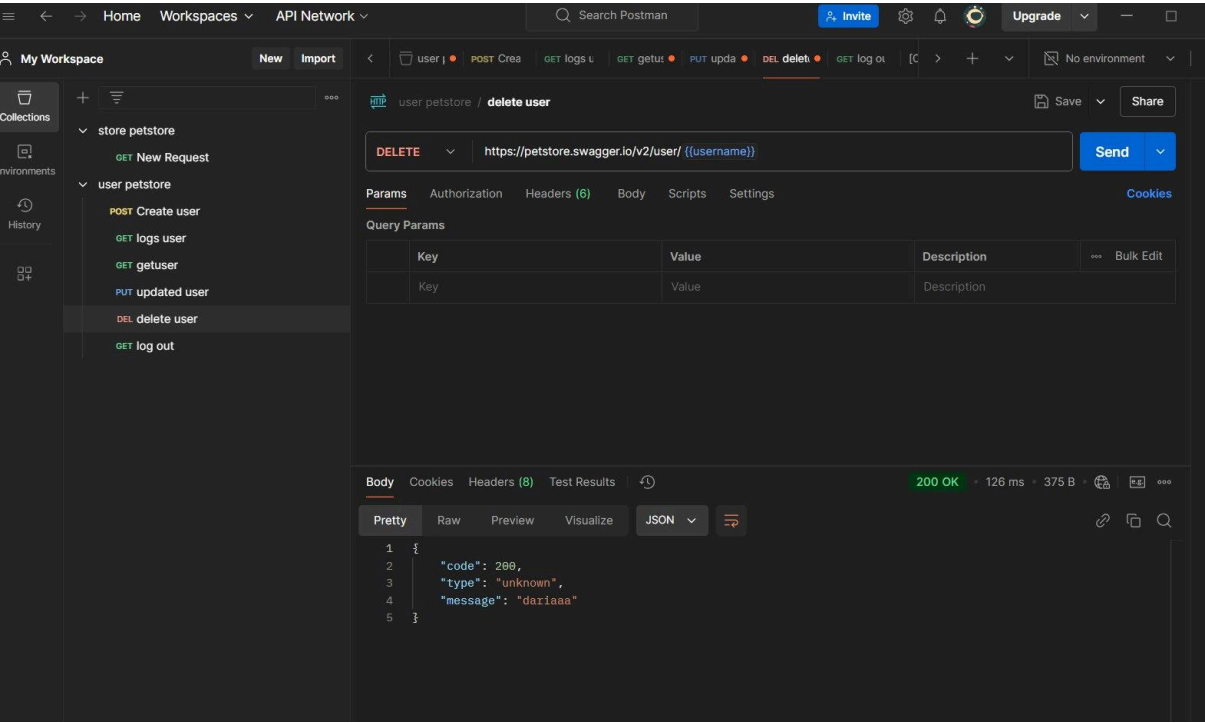 Home Workspaces API Network Search Postman Invite Upgrade
My Workspace New Import user p POST Crea GET logs u GET getus PUT upda DEL delet GET log ou [C No environment
Collections
HTTP user petstore / delete user Save Share
store petstore
GET New Request
DELETE https://petstore.swagger.io/v2/user/ {{username}} Send
nvironments
user petstore
Params Authorization Headers (6) Body Scripts Settings Cookies
POST Create user
History
Query Params
GET logs user
Key Value Description Bulk Edit
GET getuser
Key Value Description
PUT updated user
DEL delete user
GET log out
Body Cookies Headers (8) Test Results 200 OK 126 ms 375 B e.g.
Pretty Raw Preview Visualize JSON
1 {
2 "code": 200,
3 "type": "unknown",
4 "message": "dariaaa"
5 }